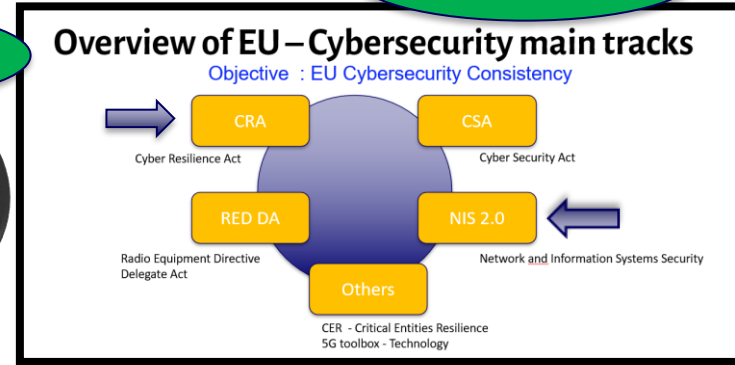 Overview of EU – Cybersecurity main tracks
Objective : EU Cybersecurity Consistency
CRA
CSA
Cyber Resilience Act
Cyber Security Act
RED DA
NIS 2.0
Radio Equipment Directive
Delegate Act
Network and Information Systems Security
Others
CER - Critical Entities Resilience
5G toolbox - Technology